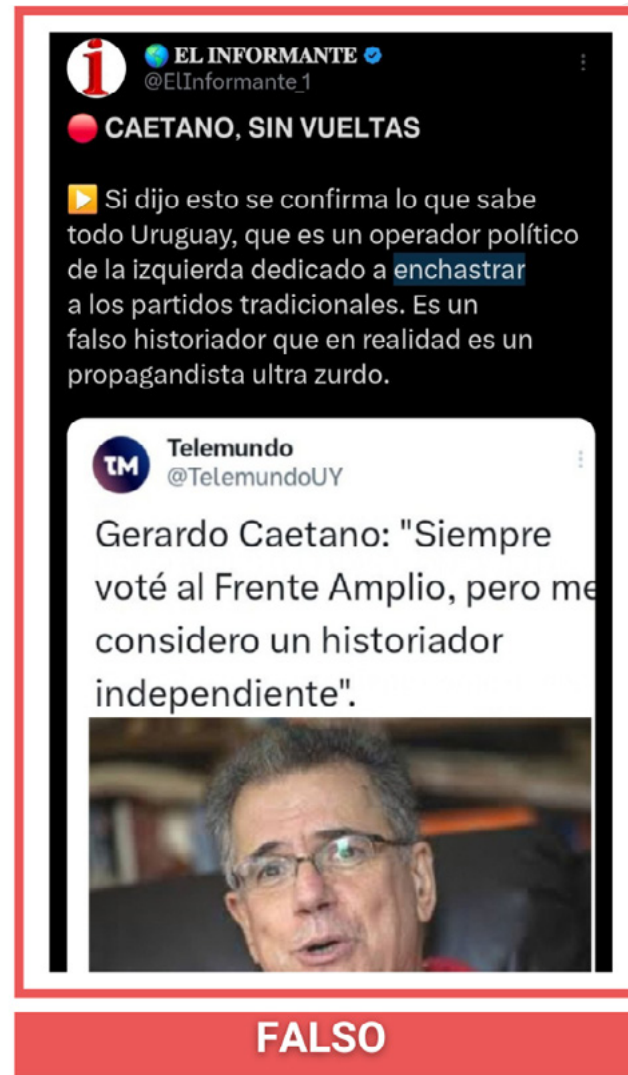 i
EL INFORMANTE
@ElInformante_1
CAETANO, SIN VUELTAS
Si dijo esto se confirma lo que sabe
todo Uruguay, que es un operador político
de la izquierda dedicado a enchastrar
a los partidos tradicionales. Es un
falso historiador que en realidad es un
propagandista ultra zurdo.
TM
Telemundo
@TelemundoUY
Gerardo Caetano: "Siempre
voté al Frente Amplio, pero me
considero un historiador
independiente".
FALSO